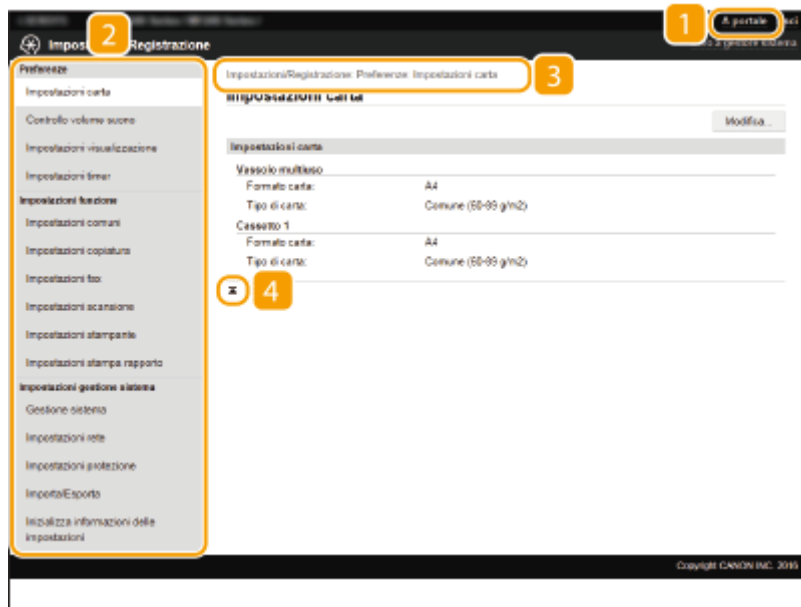 A portale
Registrazione
Preferenze
Impostazioni carta
Controllo volume suono
Impostazioni visualizzazione
Impostazioni timer
Impostazioni funzione
Impostazioni comuni
Impostazioni copiatura
Impostazioni fax
Impostazioni scansione
Impostazioni stampante
Impostazioni stampa rapporto
Impostazioni gestione sistema
Gestione sistema
Impostazioni rete
Impostazioni protezione
Importa/Esporta
Inizializza informazioni delle
impostazioni
Impostazioni/Registrazione: Preferenze: Impostazioni carta
Impostazioni carta
Modifica...
Impostazioni carta
Vassoio multiuso
Formato carta: A4
Tipo di carta: Comune (60-89 g/m2)
Cassetto 1
Formato carta: A4
Tipo di carta: Comune (60-89 g/m2)
1
2
3
4
Copyright CANON INC. 2016